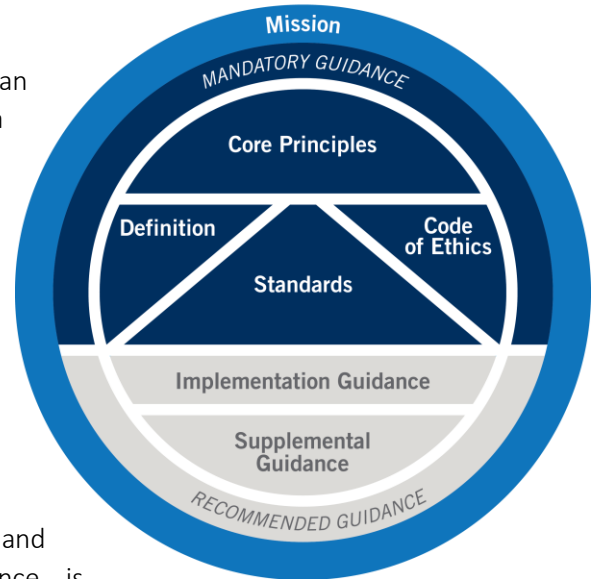 Mission
MANDATORY GUIDANCE
an
Core Principles
Definition
Code
of Ethics
Standards
Implementation Guidance
Supplemental
Guidance
RECOMMENDED GUIDANCE
and
is